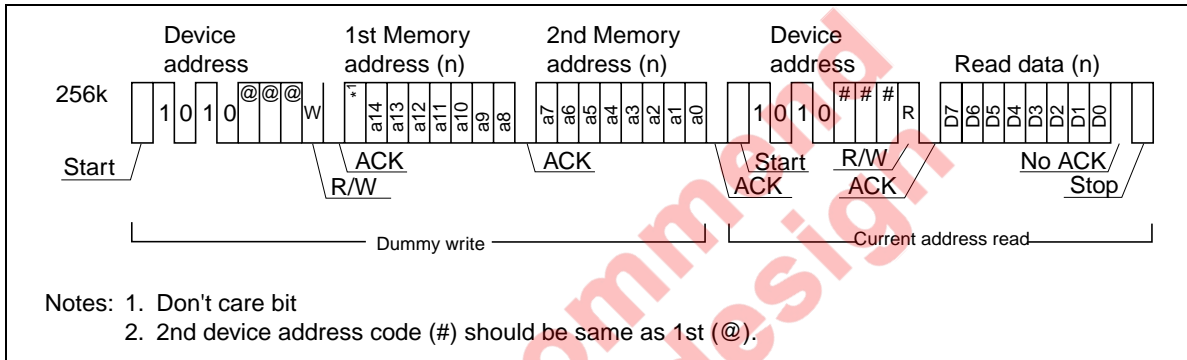 Device address
1st Memory address (n)
2nd Memory address (n)
Device address
Read data (n)
256k
1 0 1 0 @ @ @ W
*1 a14 a13 a12 a11 a10 a9 a8
a7 a6 a5 a4 a3 a2 a1 a0
1 0 1 0 # # # R
D7 D6 D5 D4 D3 D2 D1 D0
Start
R/W
ACK
ACK
ACK
Start
R/W
ACK
No ACK
Stop
Dummy write
Current address read
Notes: 1. Don't care bit
2. 2nd device address code (#) should be same as 1st (@).
ommend
design